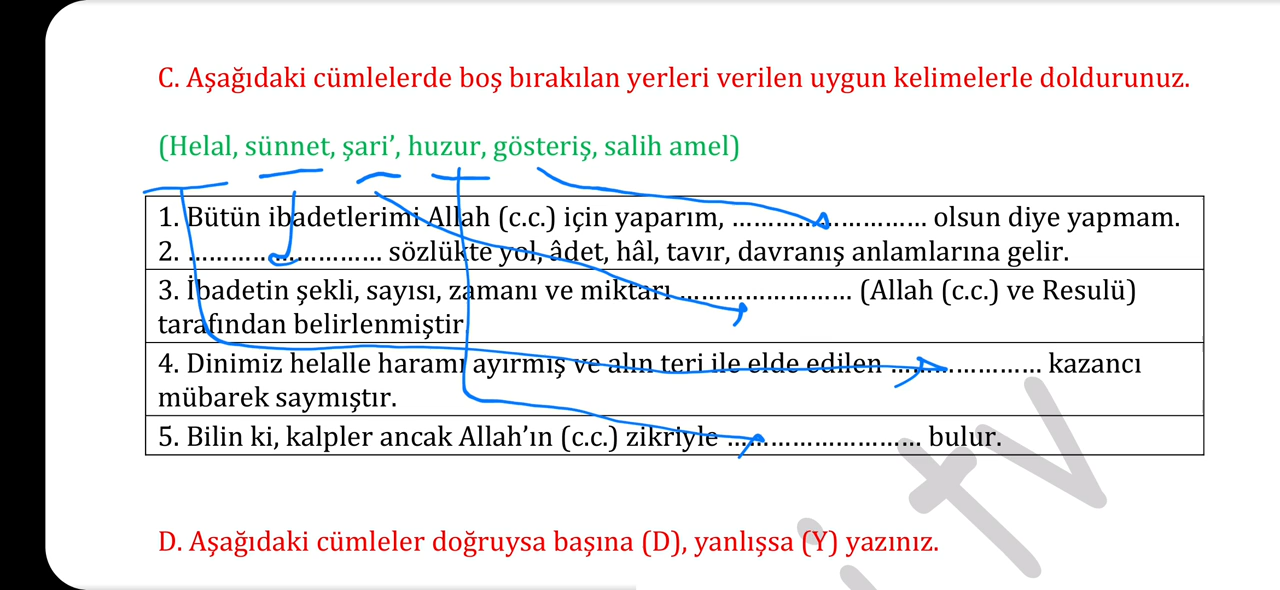 C. Aşağıdaki cümlelerde boş bırakılan yerleri verilen uygun kelimelerle doldurunuz.
(Helal, sünnet, şari’, huzur, gösteriş, salih amel)
1. Bütün ibadetlerimi Allah (c.c.) için yaparım, ........................... olsun diye yapmam.
2. ........................... sözlükte yol, âdet, hâl, tavır, davranış anlamlarına gelir.
3. İbadetin şekli, sayısı, zamanı ve miktarı ........................ (Allah (c.c.) ve Resulü)
tarafından belirlenmiştir
4. Dinimiz helalle haramı ayırmış ve alın teri ile elde edilen ..................... kazancı
mübarek saymıştır.
5. Bilin ki, kalpler ancak Allah’ın (c.c.) zikriyle ........................... bulur.
D. Aşağıdaki cümleler doğruysa başına (D), yanlışsa (Y) yazınız.
tv